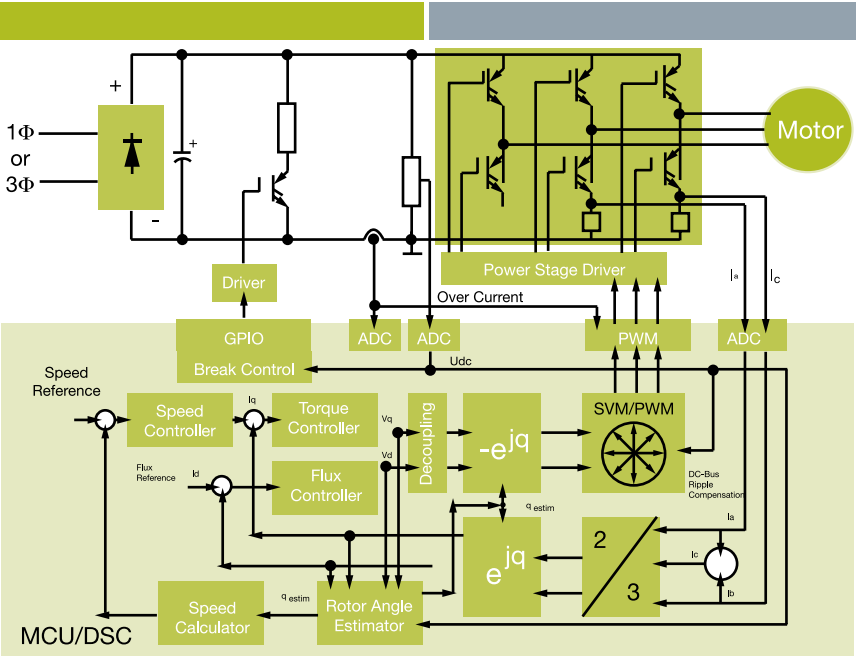 +
1Φ
or
3Φ
-
+
Motor
Driver
Power Stage Driver
Ia
Ic
Over Current
GPIO
ADC
ADC
PWM
ADC
Break Control
Udc
Speed
Reference
Speed
Controller
Iq
Torque
Controller
Vq
Vd
Decoupling
-e^jq
SVM/PWM
DC-Bus
Ripple
Compensation
Flux
Reference
Id
Flux
Controller
q estim
e^jq
2
3
Ia
Ic
Ib
Speed
Calculator
q estim
Rotor Angle
Estimator
MCU/DSC